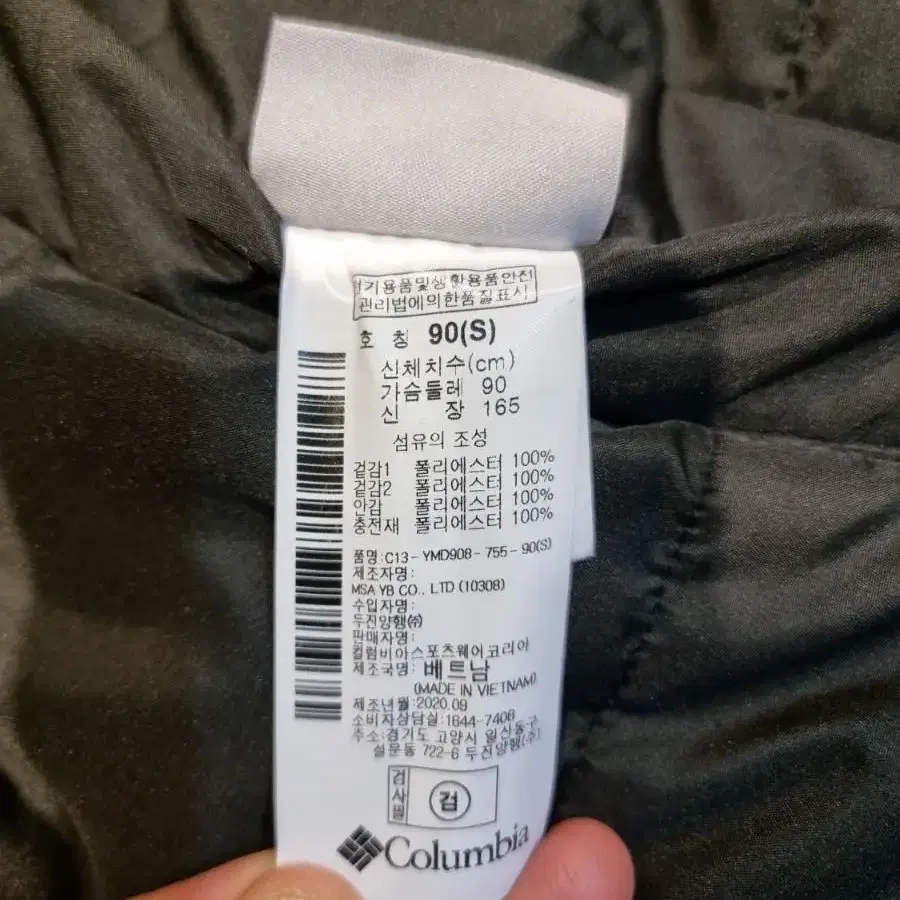 전기용품및생활용품안전
관리법에의한품질표시
호 칭 90(S)
신체치수(cm)
가슴둘레 90
신 장 165
섬유의 조성
겉감1 폴리에스터 100%
겉감2 폴리에스터 100%
안감 폴리에스터 100%
충전재 폴리에스터 100%
품명:C13-YMD908-755-90(S)
제조자명:
MSA YB CO., LTD (10308)
수입자명:
두진양행㈜
판매자명:
컬럼비아스포츠웨어코리아
제조국명: 베트남
(MADE IN VIETNAM)
제조년월:2020.09
소비자상담실:1644-7406
주소:경기도 고양시 일산동구
설문동 722-6 두진양행(주)
검사필
검
Columbia